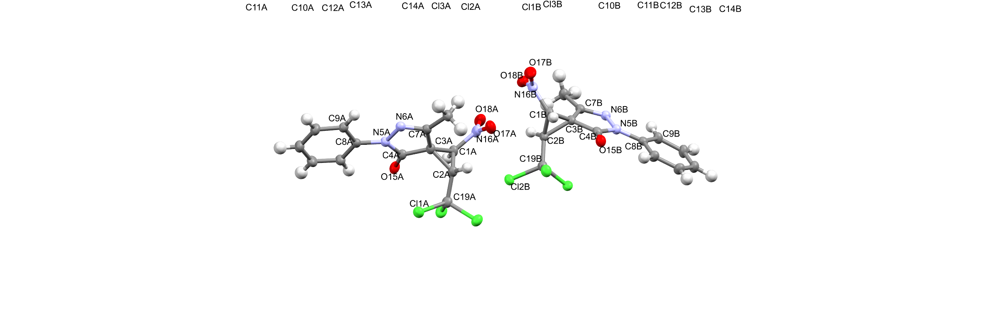 C11A C10A C12A C13A C14A Cl3A Cl2A Cl1B Cl3B C10B C11B C12B C13B C14B
O17B
O18B
N16B
C7B
O18A
N6B
C1B
N6A
C9A
N5B
C3B
N5A
C7A
O17A
C4B
C9B
C8A
C3A
N16A
C2B
C8B
C4A
C1A
O15B
C19B
O15A
C2A
Cl2B
C19A
Cl1A